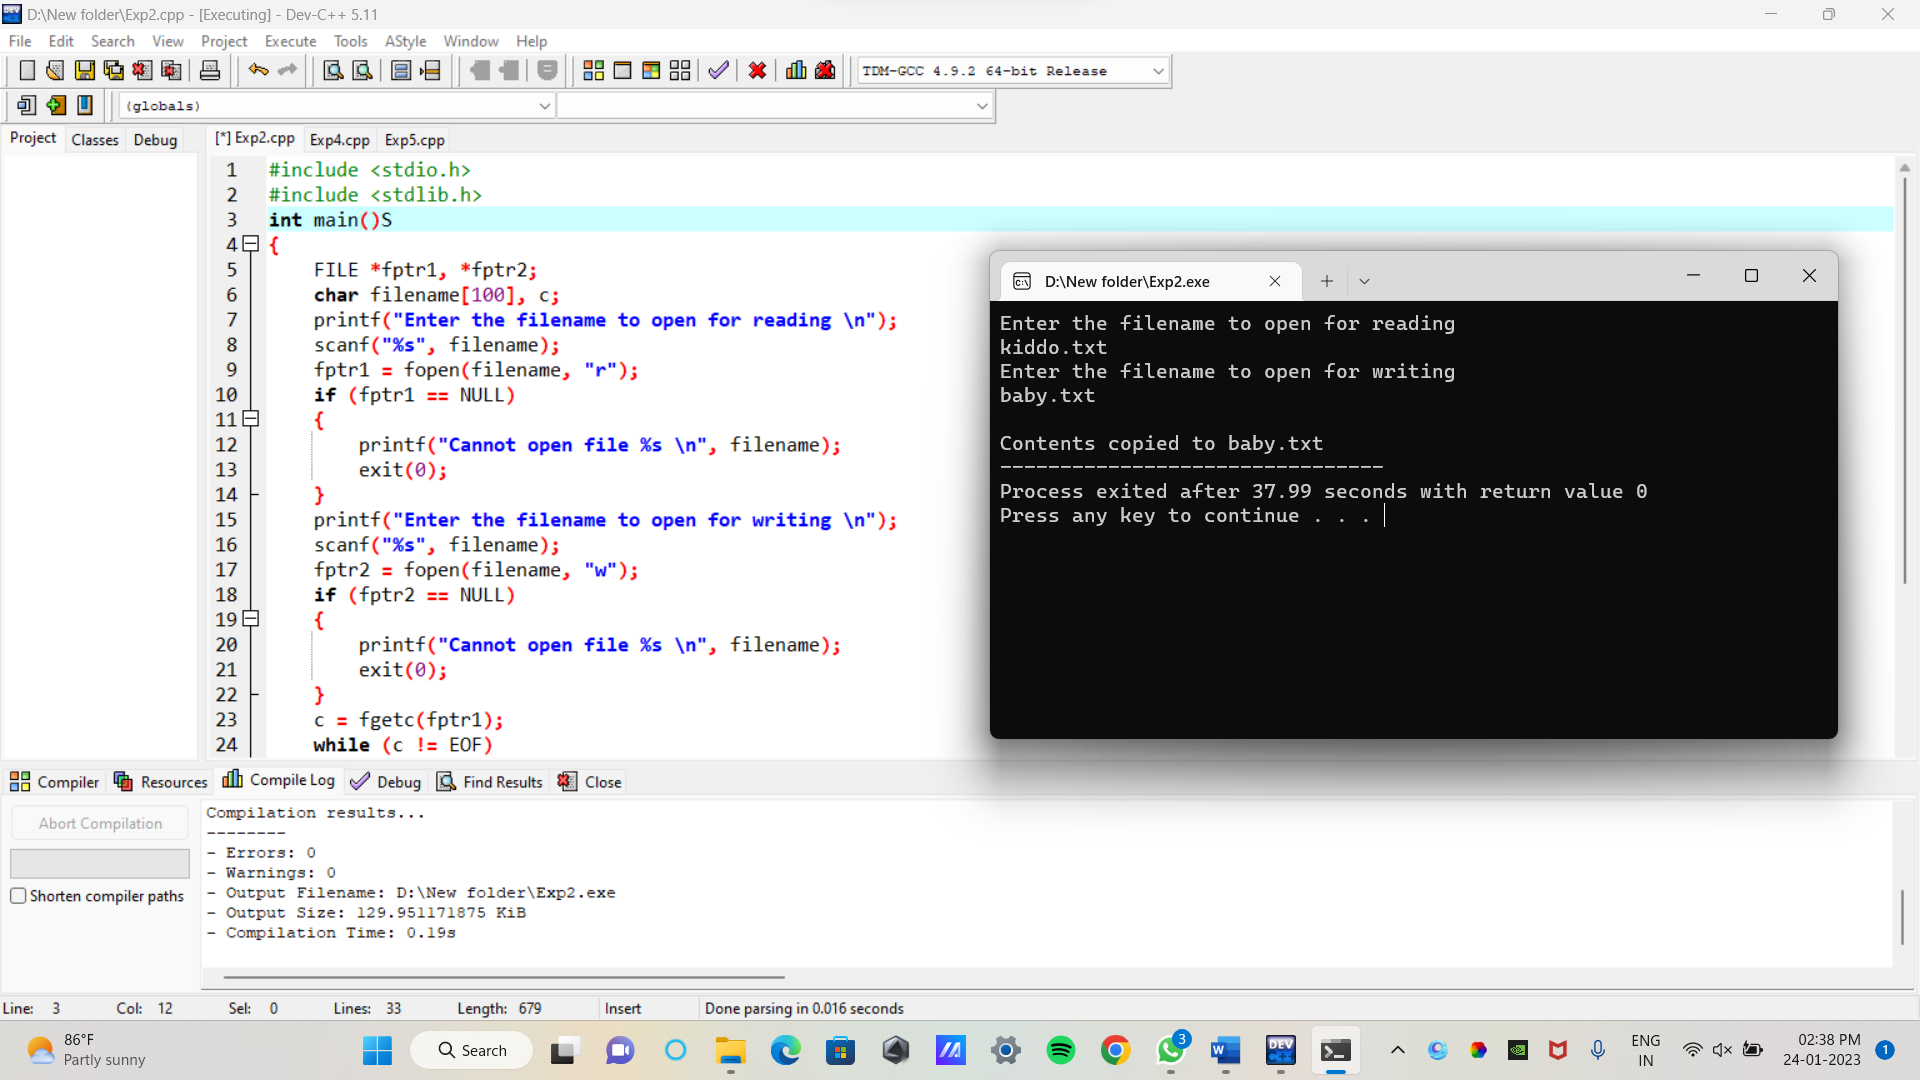 D:\New folder\Exp2.cpp - [Executing] - Dev-C++ 5.11
File Edit Search View Project Execute Tools AStyle Window Help
TDM-GCC 4.9.2 64-bit Release
(globals)
Project Classes Debug
[*] Exp2.cpp Exp4.cpp Exp5.cpp
1 #include <stdio.h>
2 #include <stdlib.h>
3 int main()S
4 {
5 FILE *fptr1, *fptr2;
6 char filename[100], c;
7 printf("Enter the filename to open for reading \n");
8 scanf("%s", filename);
9 fptr1 = fopen(filename, "r");
10 if (fptr1 == NULL)
11 {
12 printf("Cannot open file %s \n", filename);
13 exit(0);
14 }
15 printf("Enter the filename to open for writing \n");
16 scanf("%s", filename);
17 fptr2 = fopen(filename, "w");
18 if (fptr2 == NULL)
19 {
20 printf("Cannot open file %s \n", filename);
21 exit(0);
22 }
23 c = fgetc(fptr1);
24 while (c != EOF)
D:\New folder\Exp2.exe
Enter the filename to open for reading
kiddo.txt
Enter the filename to open for writing
baby.txt
Contents copied to baby.txt
--------------------------------
Process exited after 37.99 seconds with return value 0
Press any key to continue . . .
Compiler Resources Compile Log Debug Find Results Close
Abort Compilation
Shorten compiler paths
Compilation results...
--------
- Errors: 0
- Warnings: 0
- Output Filename: D:\New folder\Exp2.exe
- Output Size: 129.951171875 KiB
- Compilation Time: 0.19s
Line: 3 Col: 12 Sel: 0 Lines: 33 Length: 679 Insert Done parsing in 0.016 seconds
86°F
Partly sunny
Search
3
DEV
ENG
IN
02:38 PM
24-01-2023
1